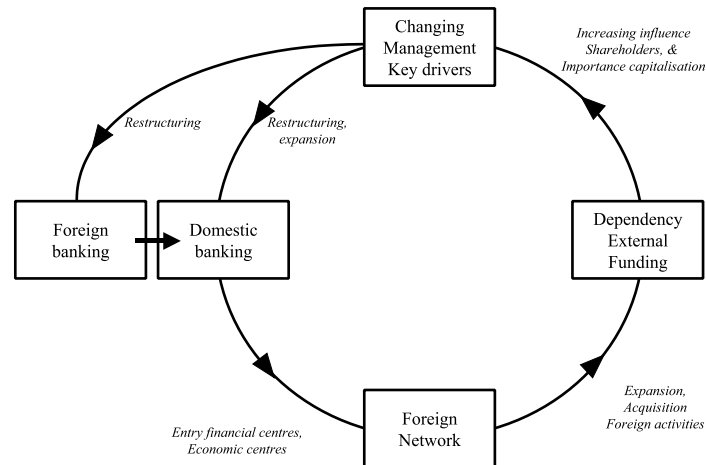 Changing
Management
Key drivers
Increasing influence
Shareholders, &
Importance capitalisation
Restructuring
Restructuring,
expansion
Foreign
banking
Domestic
banking
Dependency
External
Funding
Expansion,
Acquisition
Foreign activities
Foreign
Network
Entry financial centres,
Economic centres